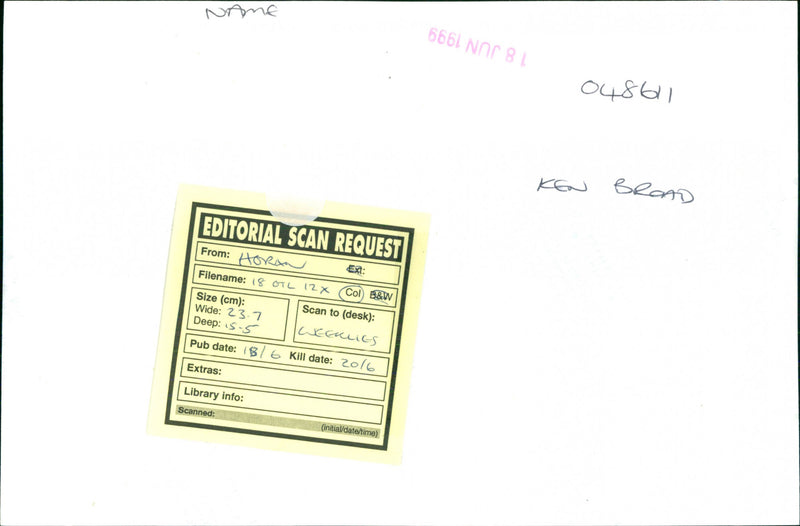 NAME
18 JUN 1999
048611
KEN BROAD
EDITORIAL SCAN REQUEST
From: HORAN Ext:
Filename: 18 OTL 12X Col B&W
Size (cm):
Wide: 23.7
Deep: 15.5
Scan to (desk):
WEEKLIES
Pub date: 18/6 Kill date: 20/6
Extras:
Library info:
Scanned:
(initial/date/time)